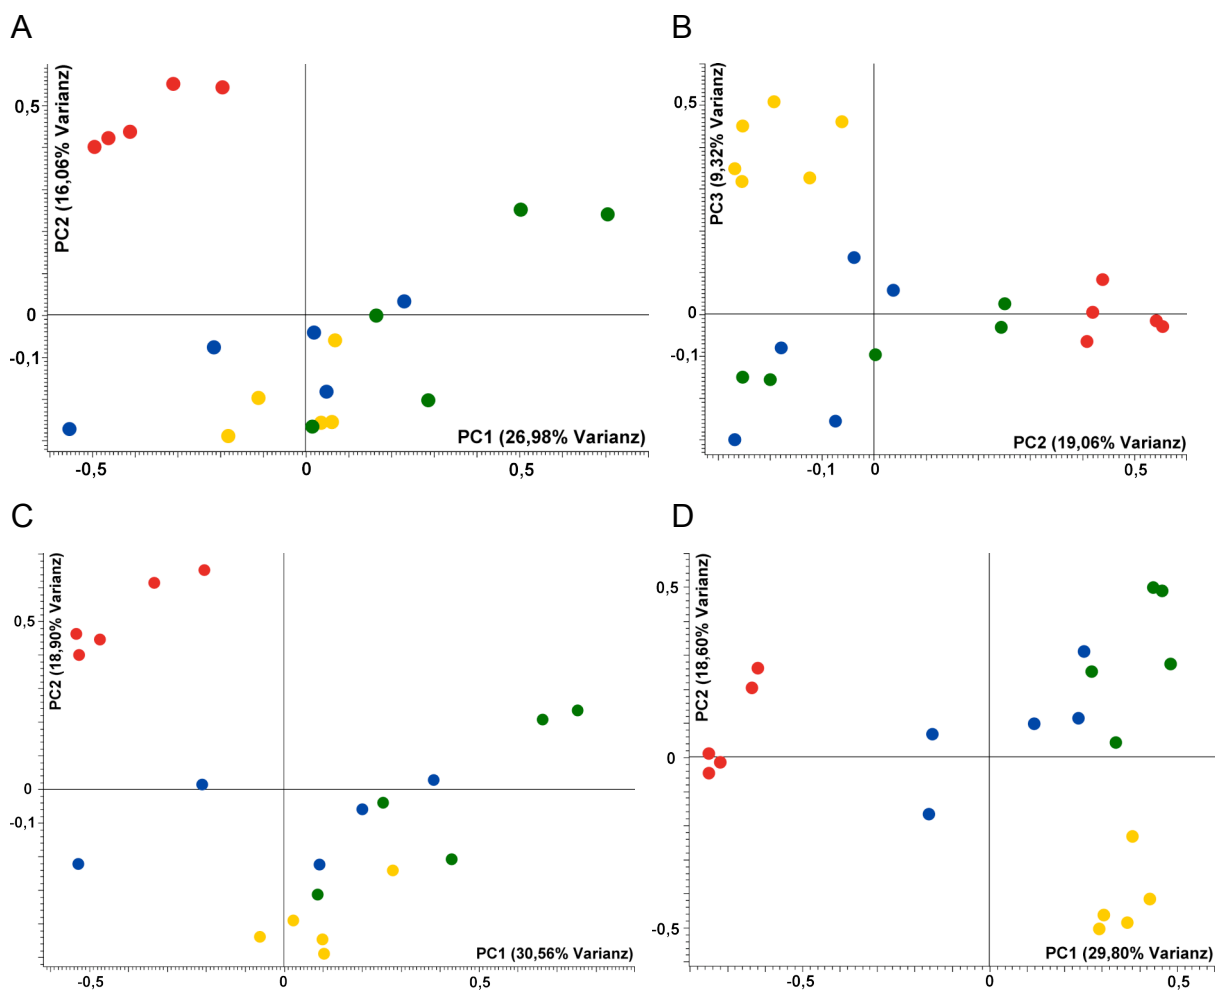 A
PC2 (16,06% Varianz)
0,5
0
-0,1
PC1 (26,98% Varianz)
-0,5
0
0,5
B
PC3 (9,32% Varianz)
0,5
0
-0,1
PC2 (19,06% Varianz)
-0,1
0
0,5
C
PC2 (18,90% Varianz)
0,5
0
-0,1
PC1 (30,56% Varianz)
-0,5
0
0,5
D
PC2 (18,60% Varianz)
0,5
0
-0,5
PC1 (29,80% Varianz)
-0,5
0
0,5